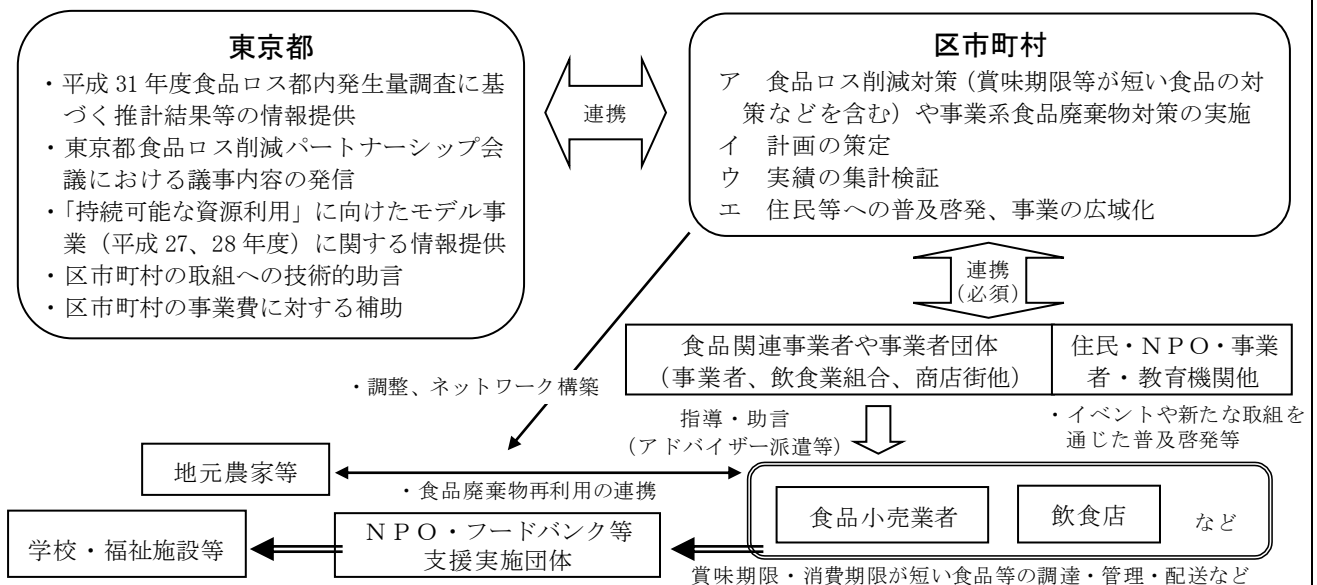 東京都
・平成 31 年度食品ロス都内発生量調査に基
づく推計結果等の情報提供
・東京都食品ロス削減パートナーシップ会
議における議事内容の発信
・「持続可能な資源利用」に向けたモデル事
業（平成 27、28 年度）に関する情報提供
・区市町村の取組への技術的助言
・区市町村の事業費に対する補助
連携
区市町村
ア　食品ロス削減対策（賞味期限等が短い食品の対
策などを含む）や事業系食品廃棄物対策の実施
イ　計画の策定
ウ　実績の集計検証
エ　住民等への普及啓発、事業の広域化
連携
（必須）
食品関連事業者や事業者団体
（事業者、飲食業組合、商店街他）
住民・ＮＰＯ・事業
者・教育機関他
・調整、ネットワーク構築
指導・助言
（アドバイザー派遣等）
・イベントや新たな取組を
通じた普及啓発等
地元農家等
・食品廃棄物再利用の連携
食品小売業者
飲食店
など
学校・福祉施設等
ＮＰＯ・フードバンク等
支援実施団体
賞味期限・消費期限が短い食品等の調達・管理・配送など